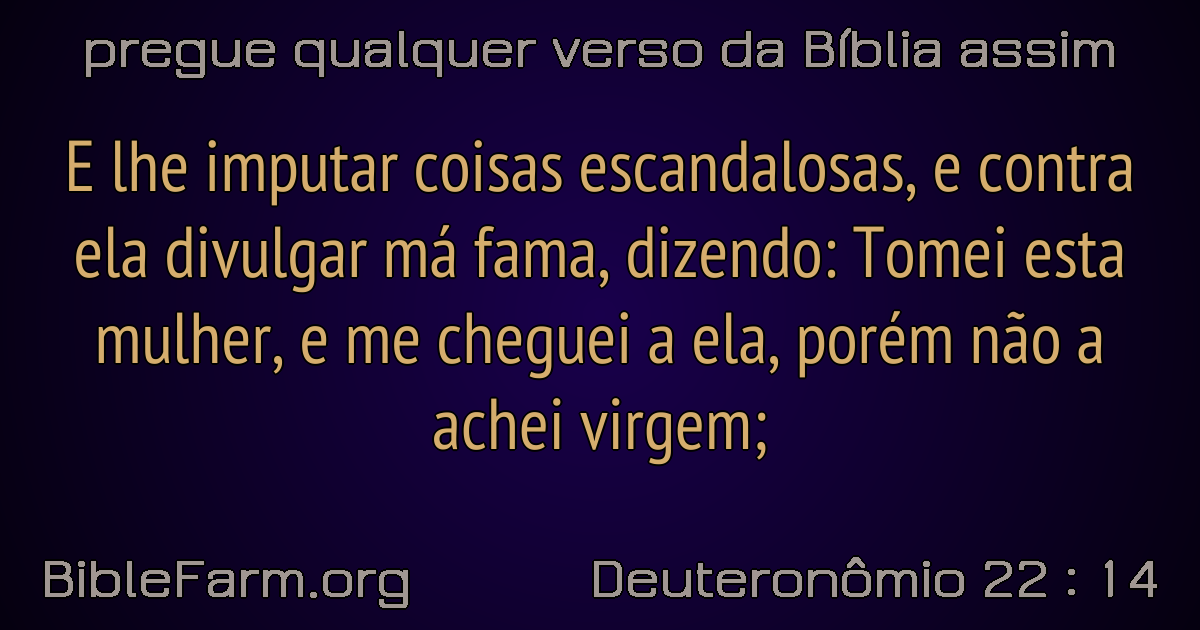 pregue qualquer verso da Bíblia assim
E lhe imputar coisas escandalosas, e contra
ela divulgar má fama, dizendo: Tomei esta
mulher, e me cheguei a ela, porém não a
achei virgem;
BibleFarm.org
Deuteronômio 22 : 14